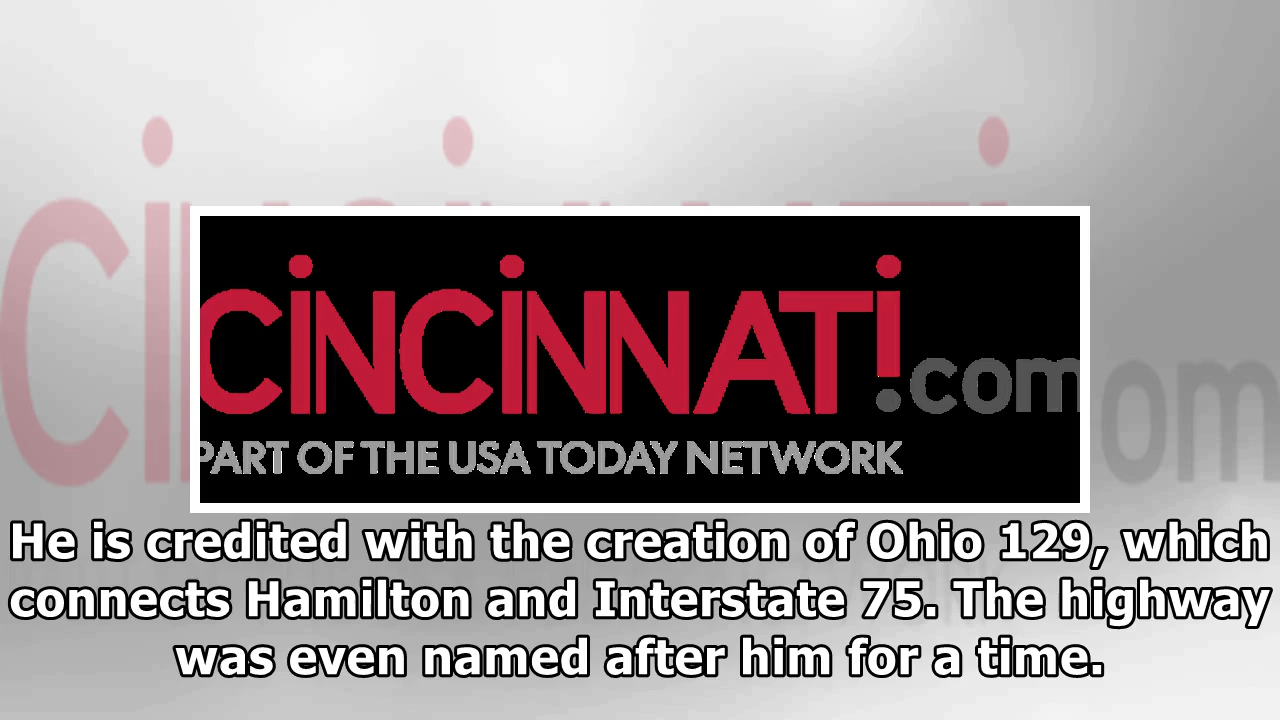 CiNCiNNATi.com
PART OF THE USA TODAY NETWORK
He is credited with the creation of Ohio 129, which
connects Hamilton and Interstate 75. The highway
was even named after him for a time.